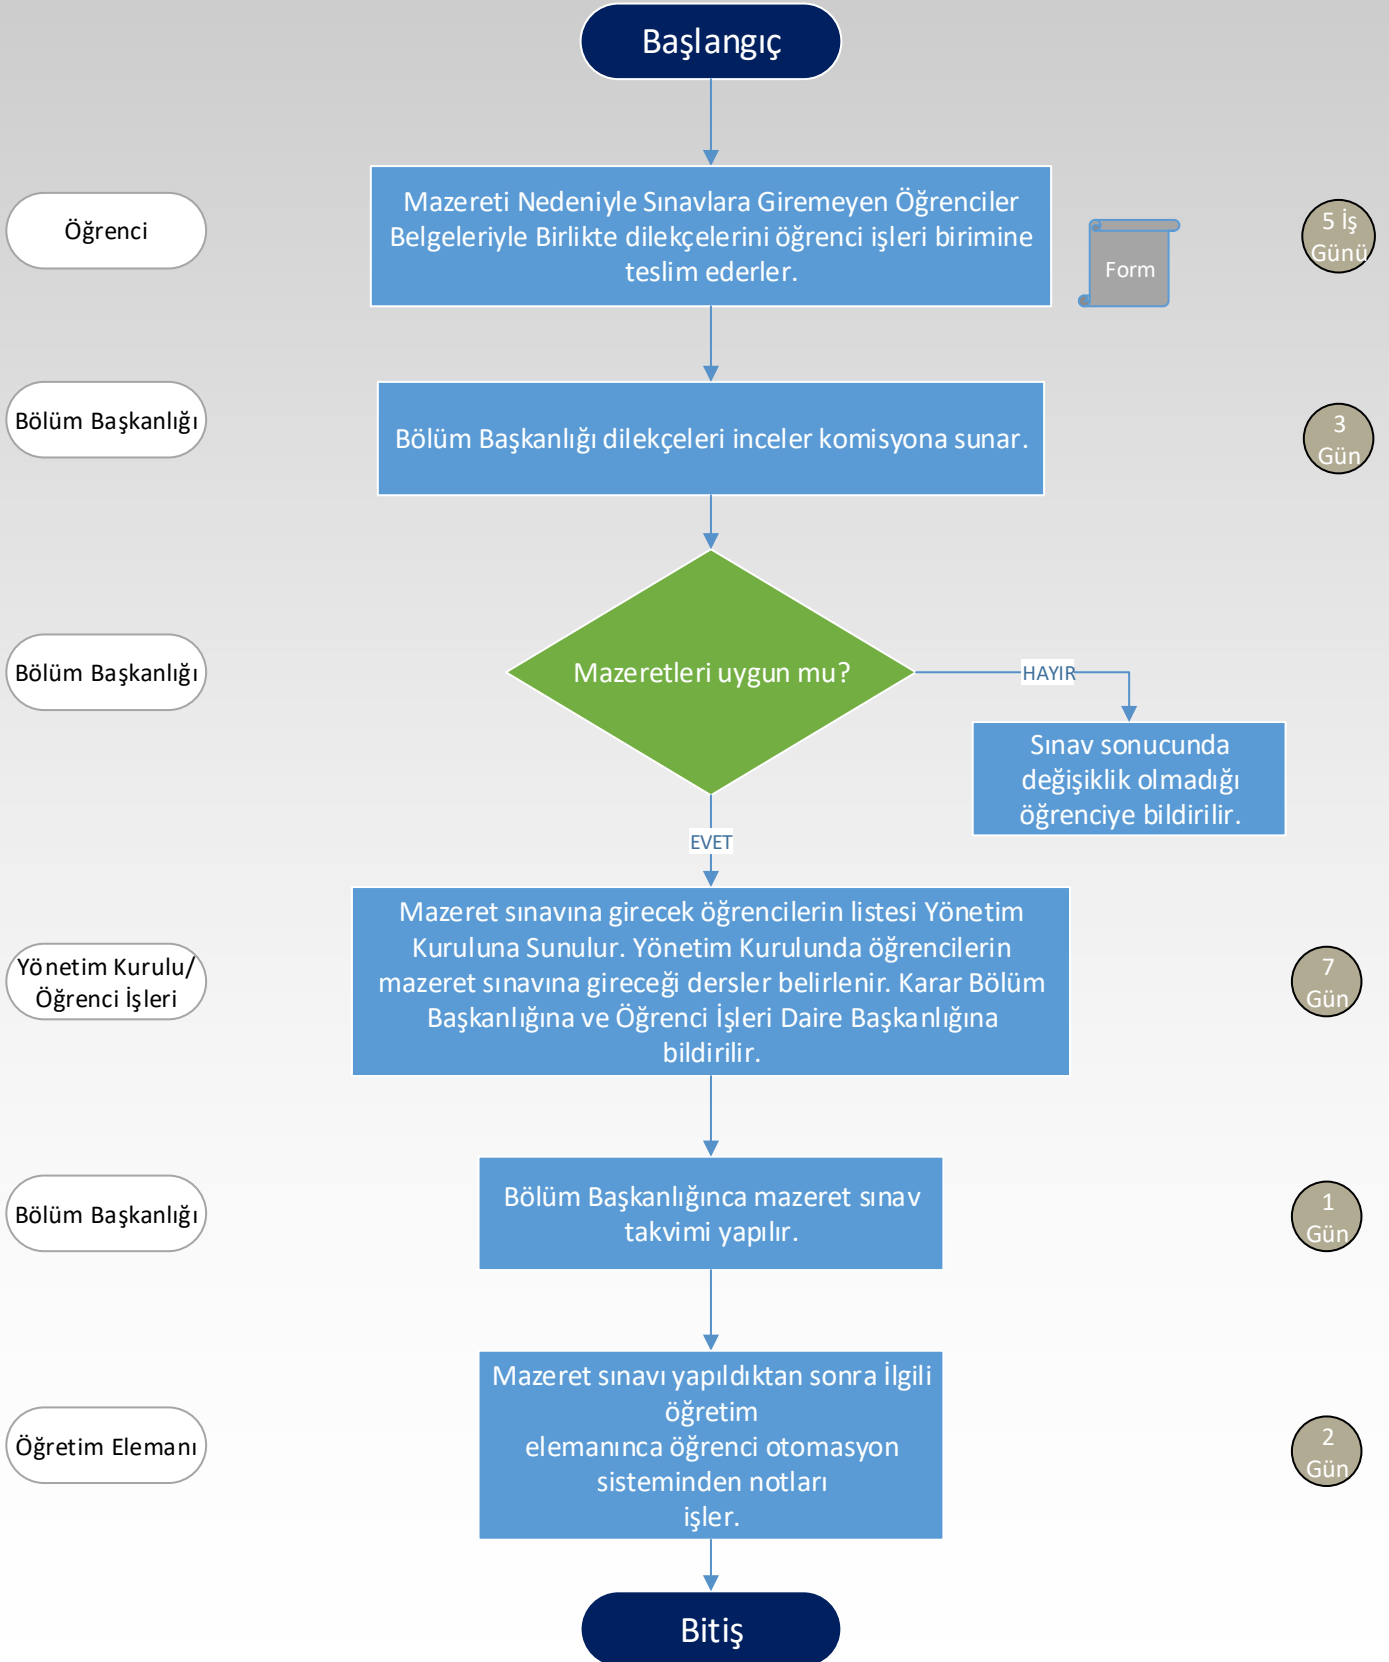 Başlangıç
Öğrenci
Mazereti Nedeniyle Sınavlara Giremeyen Öğrenciler
Belgeleriyle Birlikte dilekçelerini öğrenci işleri birimine
teslim ederler.
Form
5 İş
Günü
Bölüm Başkanlığı
Bölüm Başkanlığı dilekçeleri inceler komisyona sunar.
3
Gün
Bölüm Başkanlığı
Mazeretleri uygun mu?
HAYIR
Sınav sonucunda
değişiklik olmadığı
öğrenciye bildirilir.
EVET
Yönetim Kurulu/
Öğrenci İşleri
Mazeret sınavına girecek öğrencilerin listesi Yönetim
Kuruluna Sunulur. Yönetim Kurulunda öğrencilerin
mazeret sınavına gireceği dersler belirlenir. Karar Bölüm
Başkanlığına ve Öğrenci İşleri Daire Başkanlığına
bildirilir.
7
Gün
Bölüm Başkanlığı
Bölüm Başkanlığınca mazeret sınav
takvimi yapılır.
1
Gün
Öğretim Elemanı
Mazeret sınavı yapıldıktan sonra İlgili
öğretim
elemanınca öğrenci otomasyon
sisteminden notları
işler.
2
Gün
Bitiş